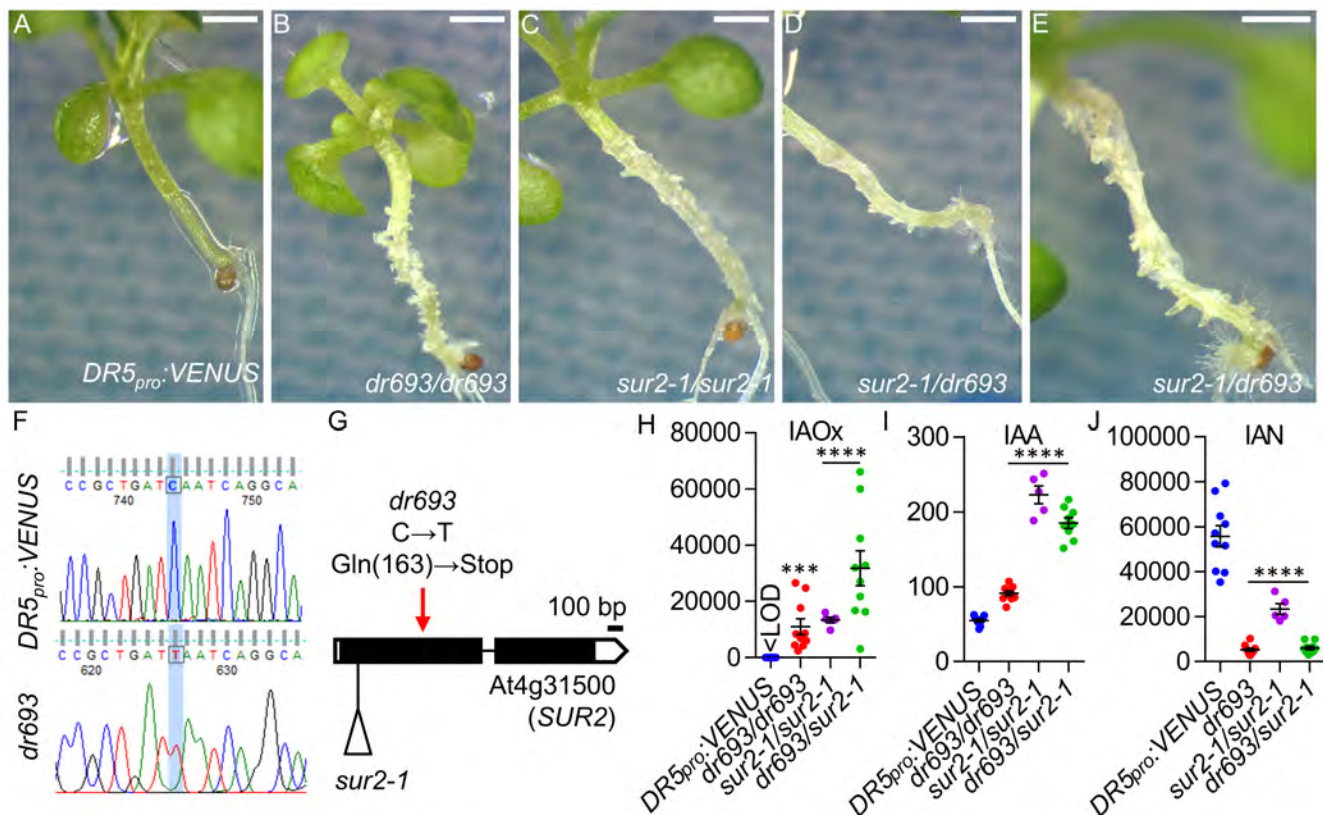 A
B
C
D
E
DR5pro:VENUS
dr693/dr693
sur2-1/sur2-1
sur2-1/dr693
sur2-1/dr693
F
DR5pro:VENUS
CCGCTGATCAATCAGGCA
740
750
CCGCTGATTAATCAGGCA
620
630
dr693
G
dr693
C→T
Gln(163)→Stop
100 bp
At4g31500
(SUR2)
sur2-1
H
IAOx
80000
60000
40000
20000
0
<LOD
***
****
DR5pro:VENUS
dr693/dr693
sur2-1/sur2-1
dr693/sur2-1
I
IAA
300
200
100
0
****
DR5pro:VENUS
dr693/dr693
sur2-1/sur2-1
dr693/sur2-1
J
IAN
100000
80000
60000
40000
20000
0
****
DR5pro:VENUS
dr693
sur2-1/sur2-1
dr693/sur2-1